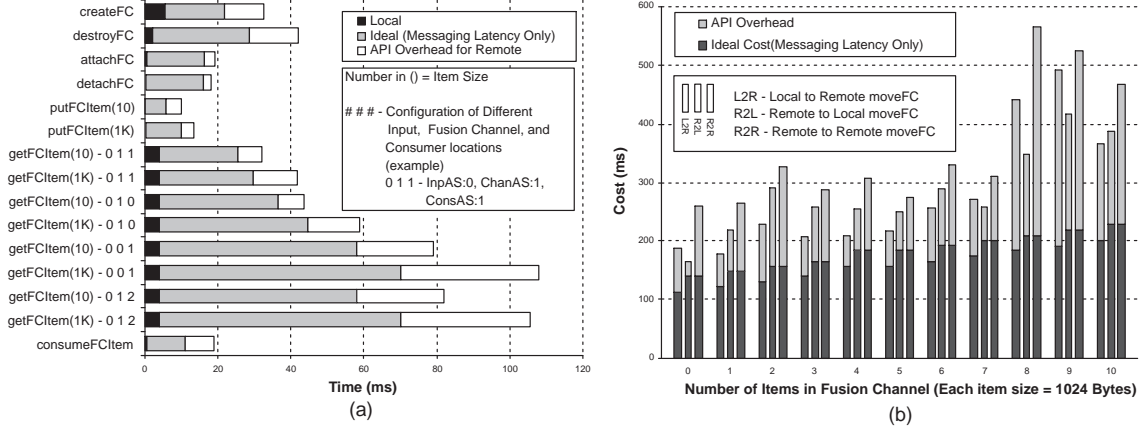 createFC
destroyFC
attachFC
detachFC
putFCItem(10)
putFCItem(1K)
getFCItem(10) - 0 1 1
getFCItem(1K) - 0 1 1
getFCItem(10) - 0 1 0
getFCItem(1K) - 0 1 0
getFCItem(10) - 0 0 1
getFCItem(1K) - 0 0 1
getFCItem(10) - 0 1 2
getFCItem(1K) - 0 1 2
consumeFCItem
Local
Ideal (Messaging Latency Only)
API Overhead for Remote
Number in () = Item Size
# # # - Configuration of Different
Input, Fusion Channel, and
Consumer locations
(example)
0 1 1 - InpAS:0, ChanAS:1,
ConsAS:1
0 20 40 60 80 100 120
Time (ms)
(a)
600
500
400
300
200
100
0
Cost (ms)
API Overhead
Ideal Cost(Messaging Latency Only)
L2R
R2L
R2R
L2R - Local to Remote moveFC
R2L - Remote to Local moveFC
R2R - Remote to Remote moveFC
0 1 2 3 4 5 6 7 8 9 10
Number of Items in Fusion Channel (Each item size = 1024 Bytes)
(b)